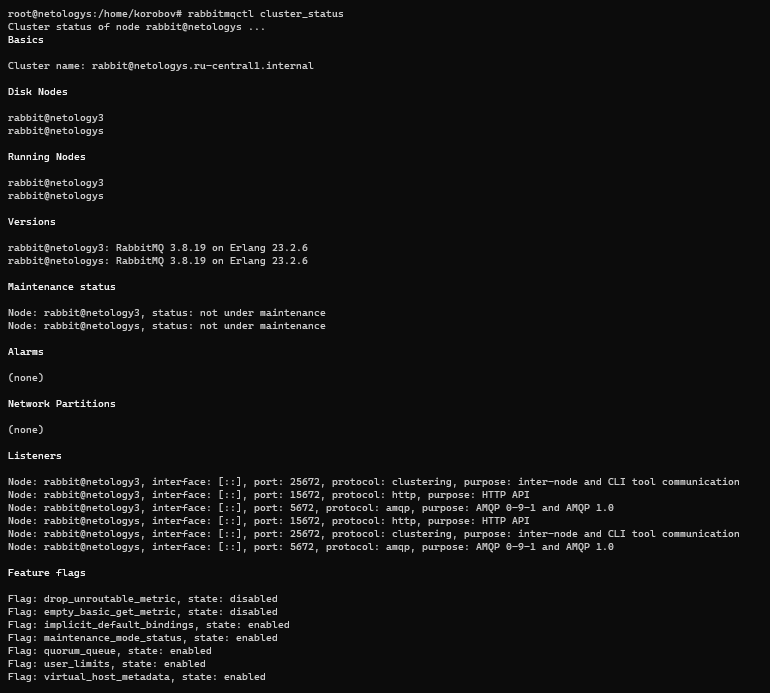 root@netologys:/home/korobov# rabbitmqctl cluster_status
Cluster status of node rabbit@netologys ...
Basics
Cluster name: rabbit@netologys.ru-central1.internal
Disk Nodes
rabbit@netology3
rabbit@netologys
Running Nodes
rabbit@netology3
rabbit@netologys
Versions
rabbit@netology3: RabbitMQ 3.8.19 on Erlang 23.2.6
rabbit@netologys: RabbitMQ 3.8.19 on Erlang 23.2.6
Maintenance status
Node: rabbit@netology3, status: not under maintenance
Node: rabbit@netologys, status: not under maintenance
Alarms
(none)
Network Partitions
(none)
Listeners
Node: rabbit@netology3, interface: [::], port: 25672, protocol: clustering, purpose: inter-node and CLI tool communication
Node: rabbit@netology3, interface: [::], port: 15672, protocol: http, purpose: HTTP API
Node: rabbit@netology3, interface: [::], port: 5672, protocol: amqp, purpose: AMQP 0-9-1 and AMQP 1.0
Node: rabbit@netologys, interface: [::], port: 15672, protocol: http, purpose: HTTP API
Node: rabbit@netologys, interface: [::], port: 25672, protocol: clustering, purpose: inter-node and CLI tool communication
Node: rabbit@netologys, interface: [::], port: 5672, protocol: amqp, purpose: AMQP 0-9-1 and AMQP 1.0
Feature flags
Flag: drop_unroutable_metric, state: disabled
Flag: empty_basic_get_metric, state: disabled
Flag: implicit_default_bindings, state: enabled
Flag: maintenance_mode_status, state: enabled
Flag: quorum_queue, state: enabled
Flag: user_limits, state: enabled
Flag: virtual_host_metadata, state: enabled